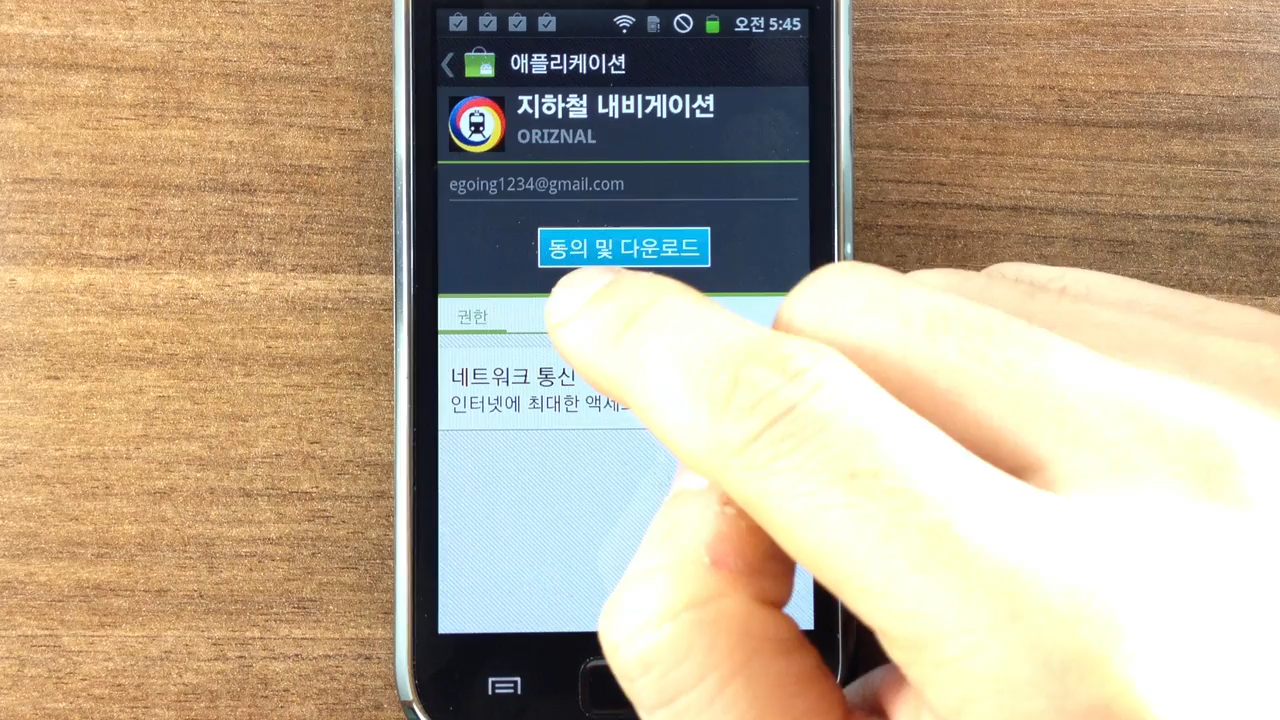 오전 5:45
애플리케이션
지하철 내비게이션
ORIZNAL
egoing1234@gmail.com
동의 및 다운로드
권한
네트워크 통신
인터넷에 최대한